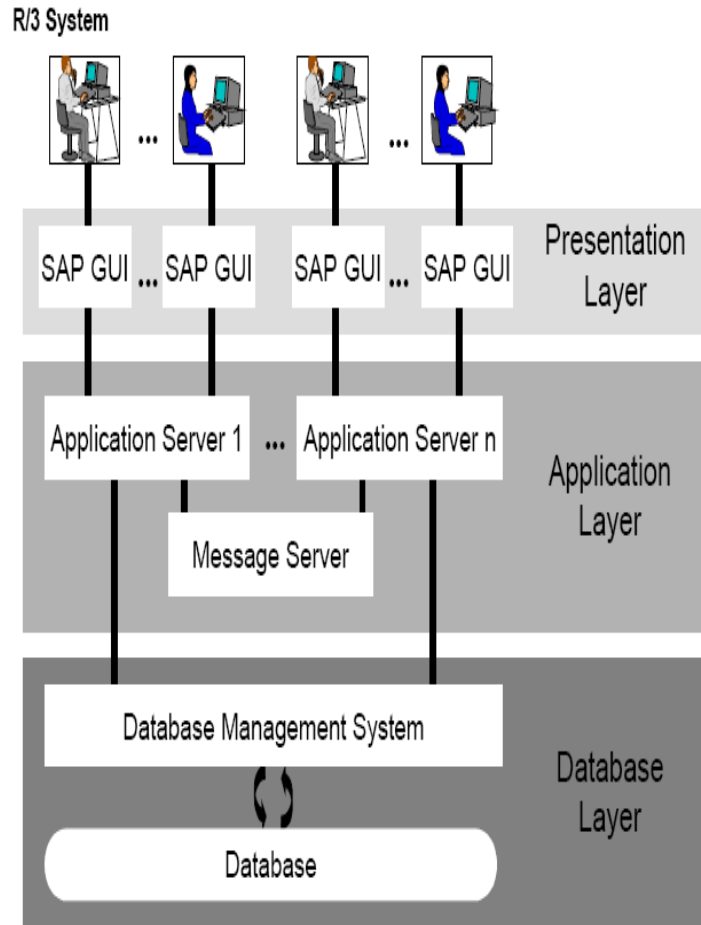 R/3 System
... ...
SAP GUI ... SAP GUI SAP GUI ... SAP GUI
Presentation
Layer
Application Server 1 ... Application Server n
Application
Layer
Message Server
Database Management System
Database
Layer
Database